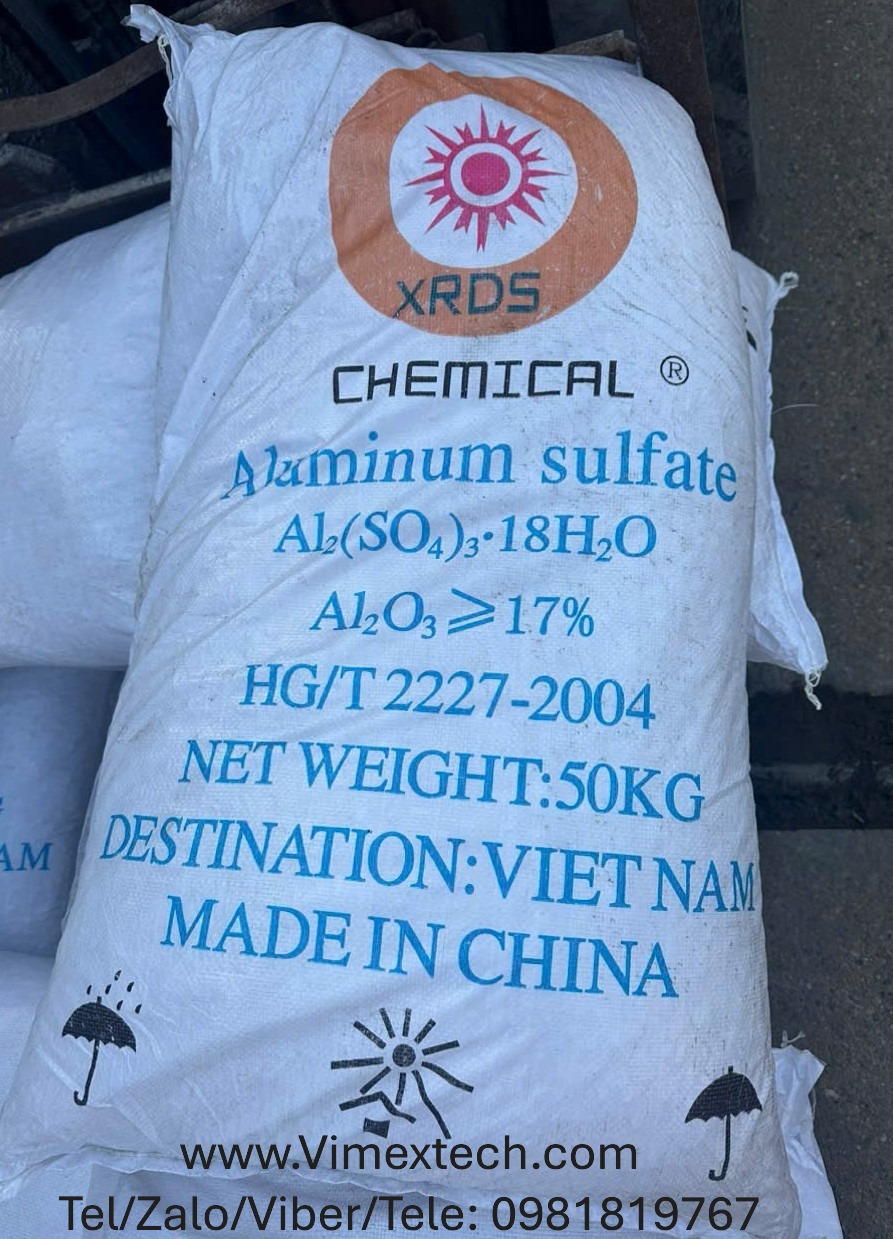 XRDS
CHEMICAL ®
Aluminum sulfate
Al₂(SO₄)₃·18H₂O
Al₂O₃⩾17%
HG/T 2227-2004
NET WEIGHT:50KG
DESTINATION:VIET NAM
MADE IN CHINA
AM
www.Vimextech.com
Tel/Zalo/Viber/Tele: 0981819767